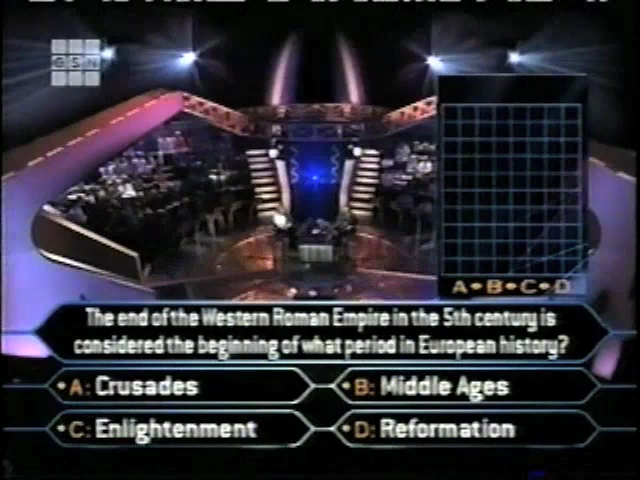 GSN
A•B•C•D
The end of the Western Roman Empire in the 5th century is
considered the beginning of what period in European history?
•A: Crusades
•B: Middle Ages
•C: Enlightenment
•D: Reformation